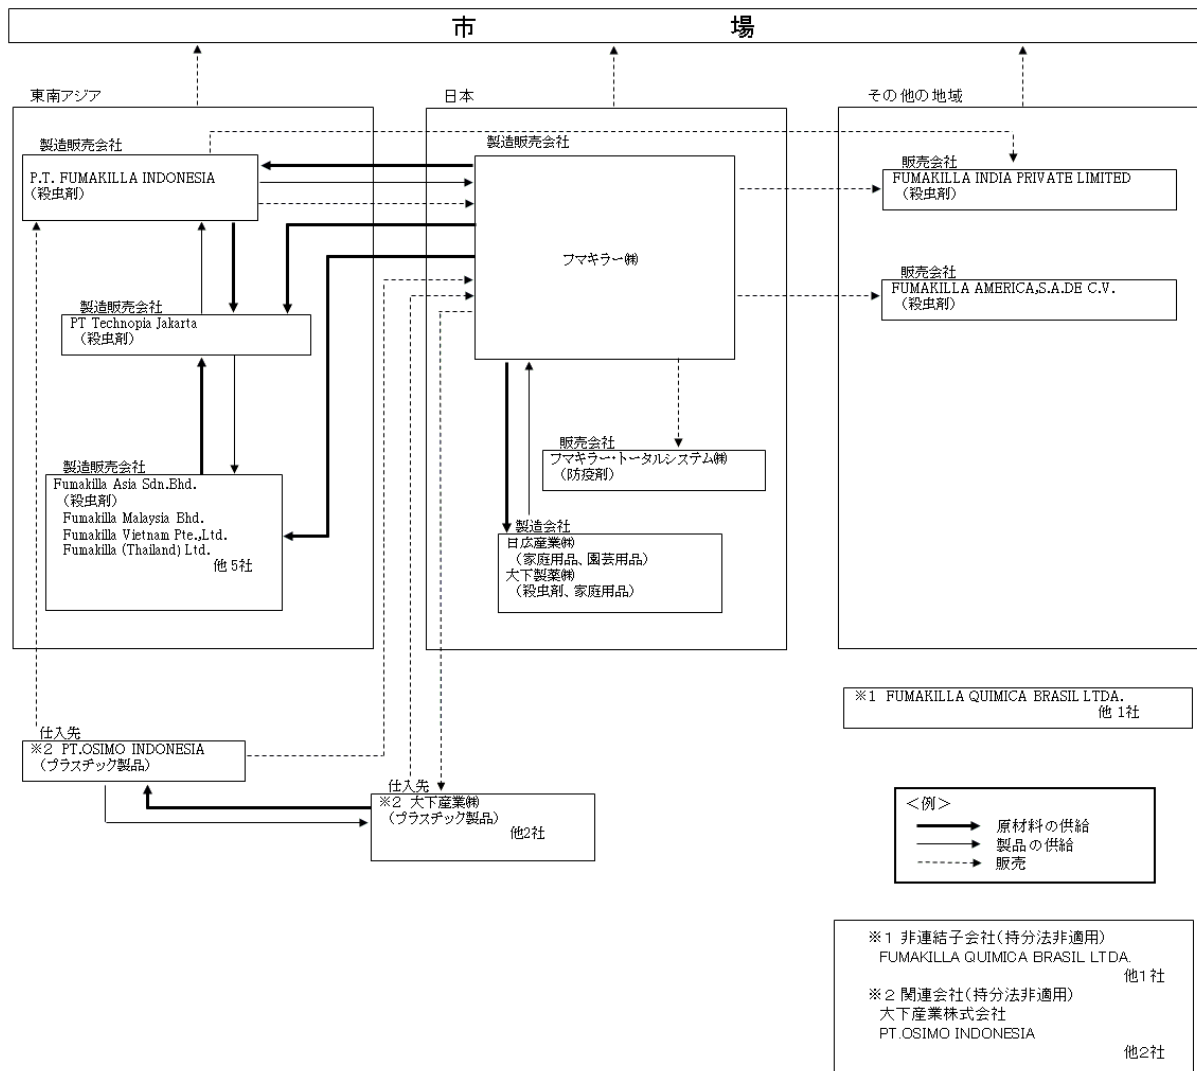 市 場
東南アジア
製造販売会社
P.T. FUMAKILLA INDONESIA
(殺虫剤)
製造販売会社
PT Technopia Jakarta
(殺虫剤)
製造販売会社
Fumakilla Asia Sdn.Bhd.
(殺虫剤)
Fumakilla Malaysia Bhd.
Fumakilla Vietnam Pte.,Ltd.
Fumakilla (Thailand) Ltd.
他 5社
日本
製造販売会社
フマキラー㈱
販売会社
フマキラー・トータルシステム㈱
(防疫剤)
製造会社
日広産業㈱
(家庭用品、園芸用品)
大下製薬㈱
(殺虫剤、家庭用品)
その他の地域
販売会社
FUMAKILLA INDIA PRIVATE LIMITED
(殺虫剤)
販売会社
FUMAKILLA AMERICA,S.A.DE C.V.
(殺虫剤)
※1 FUMAKILLA QUIMICA BRASIL LTDA.
他 1社
仕入先
※2 PT.OSIMO INDONESIA
(プラスチック製品)
仕入先
※2 大下産業㈱
(プラスチック製品)
他2社
<例>
原材料の供給
製品の供給
販売
※1 非連結子会社(持分法非適用)
FUMAKILLA QUIMICA BRASIL LTDA.
他1社
※2 関連会社(持分法非適用)
大下産業株式会社
PT.OSIMO INDONESIA
他2社